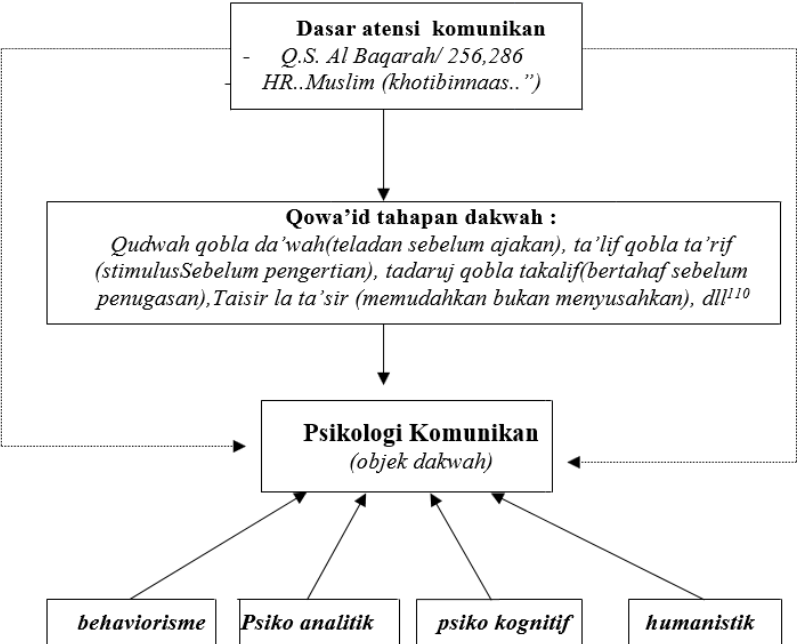 Dasar atensi komunikan
- Q.S. Al Baqarah/ 256,286
- HR..Muslim (khotibinnaas..”)
Qowa’id tahapan dakwah :
Qudwah qobla da’wah(teladan sebelum ajakan), ta’lif qobla ta’rif
(stimulusSebelum pengertian), tadaruj qobla takalif(bertahaf sebelum
penugasan),Taisir la ta’sir (memudahkan bukan menyusahkan), dll¹¹⁰
Psikologi Komunikan
(objek dakwah)
behaviorisme
Psiko analitik
psiko kognitif
humanistik